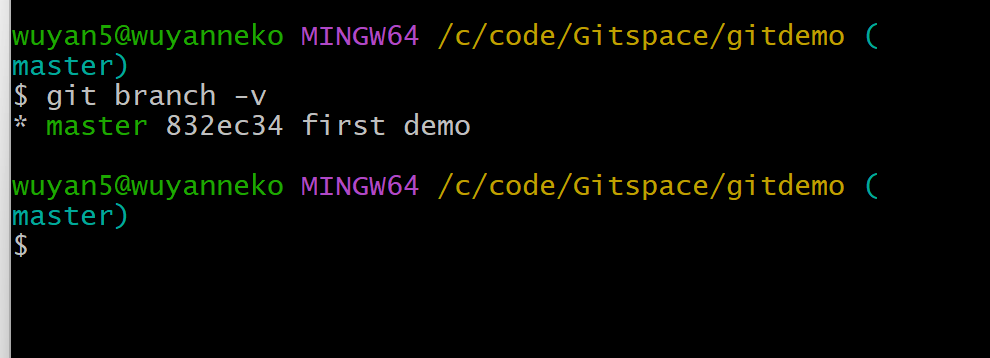 wuyan5@wuyanneko MINGW64 /c/code/Gitspace/gitdemo (
master)
$ git branch -v
* master 832ec34 first demo
wuyan5@wuyanneko MINGW64 /c/code/Gitspace/gitdemo (
master)
$